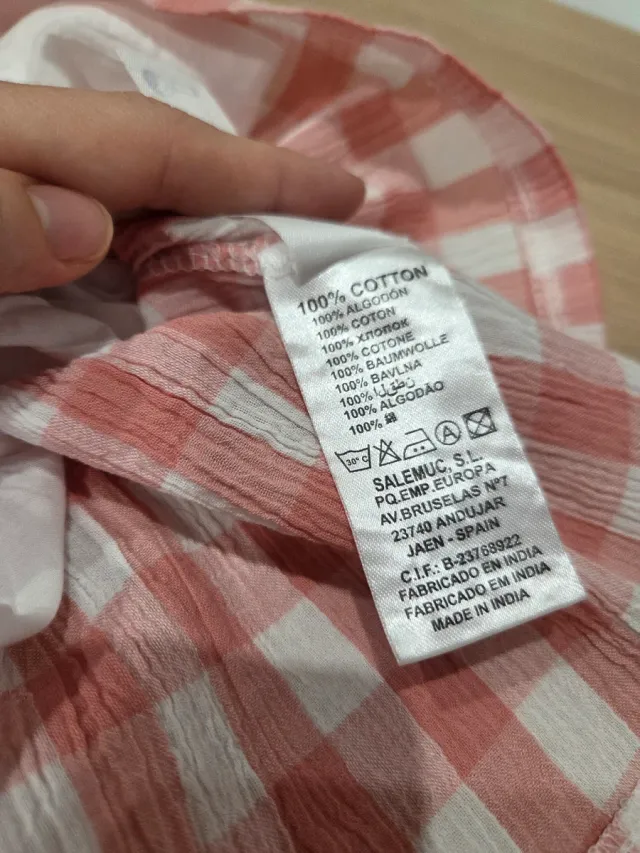 100% COTTON
100% ALGODÓN
100% COTON
100% ХЛОПОК
100% COTONE
100% BAUMWOLLE
100% BAVLNA
100% القطن
100% ALGODÃO
100% 綿
30° C A
SALEMUC, S.L.
PQ.EMP.EUROPA
AV.BRUSELAS Nº7
23740 ANDUJAR
JAEN - SPAIN
C.I.F.: B-23768922
FABRICADO EN INDIA
FABRICADO EM INDIA
MADE IN INDIA